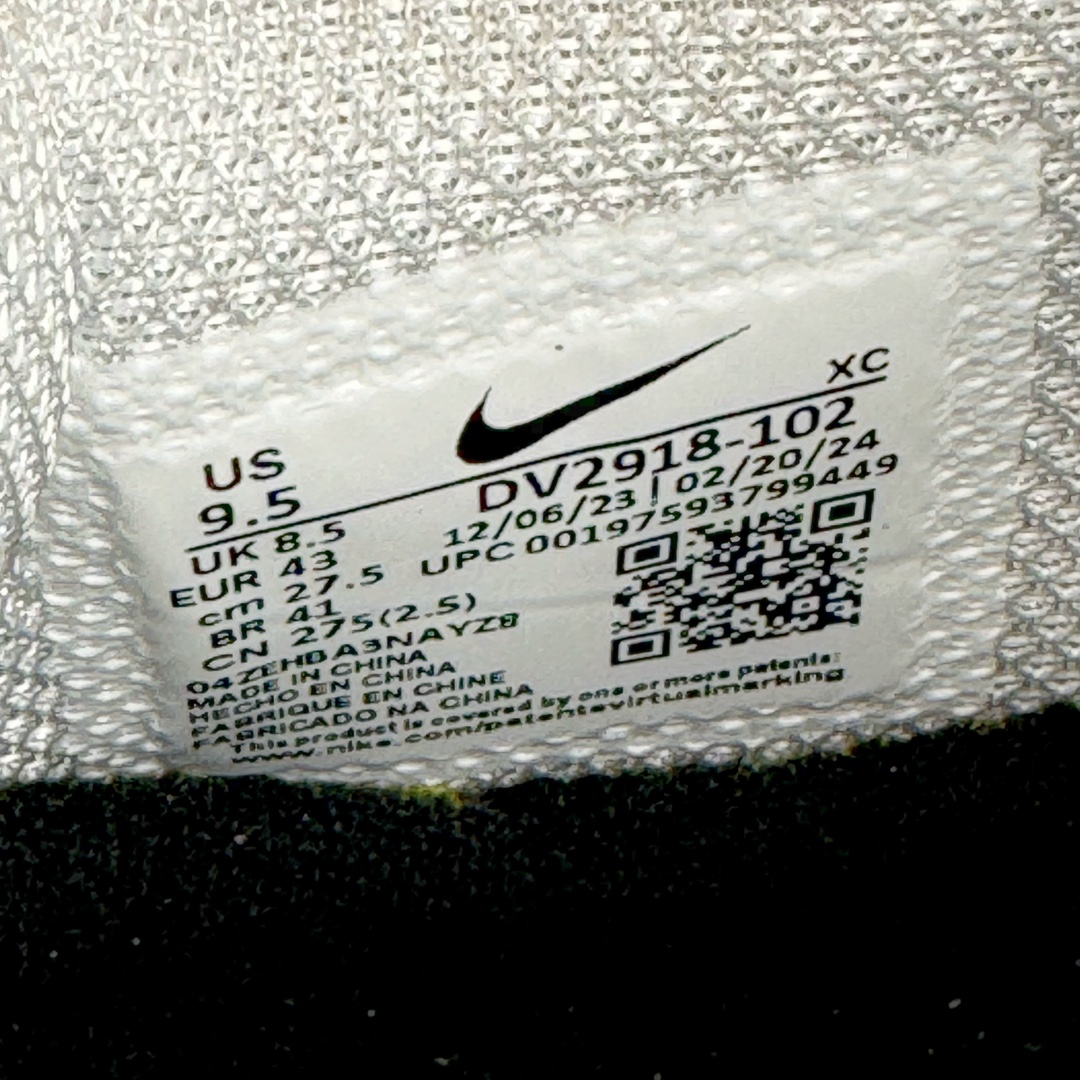 XC
US
9.5
DV2918-102
12/06/23 | 02/20/24
UPC 00197593799449
UK 8.5
EUR 43
cm 27.5
BR 41
CN 275(2.5)
04ZEHBA3NAYZ8
MADE IN CHINA
HECHO EN CHINA
FABRIQUE EN CHINE
FABRICADO NA CHINA
This product is covered by one or more patents:
www.nike.com/patentsvirtualmarking